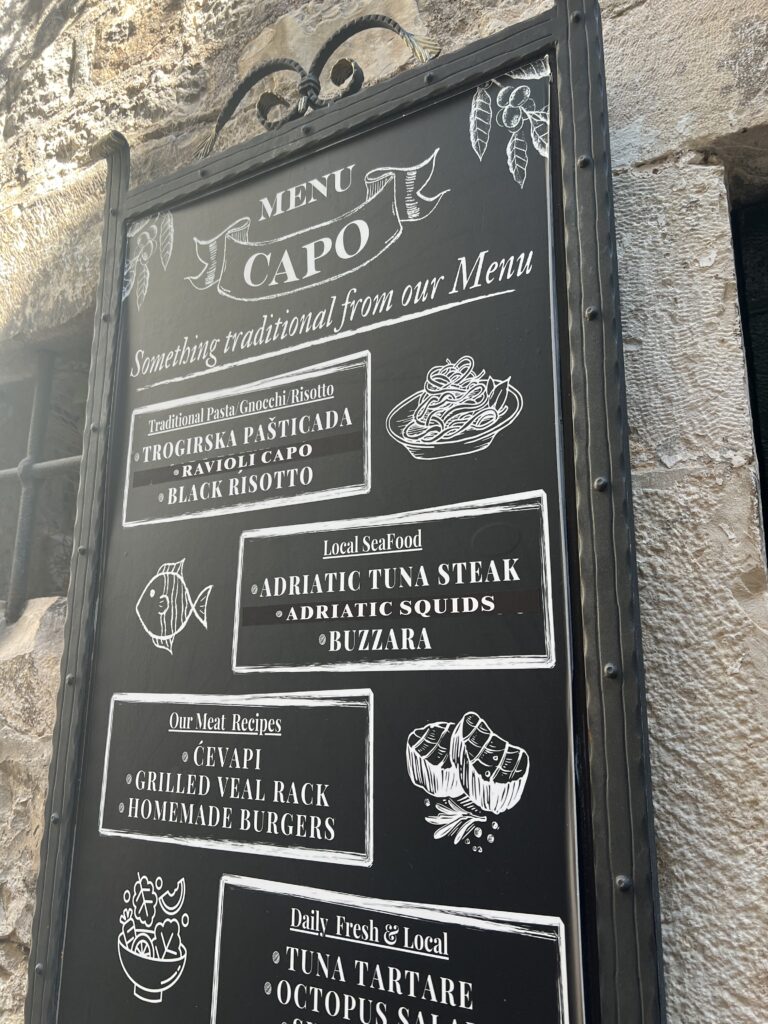 MENU
CAPO
Something traditional from our Menu
Traditional Pasta/Gnocchi/Risotto
TROGIRSKA PAŠTICADA
RAVIOLI CAPO
BLACK RISOTTO
Local SeaFood
ADRIATIC TUNA STEAK
ADRIATIC SQUIDS
BUZZARA
Our Meat Recipes
ĆEVAPI
GRILLED VEAL RACK
HOMEMADE BURGERS
Daily Fresh & Local
TUNA TARTARE
OCTOPUS